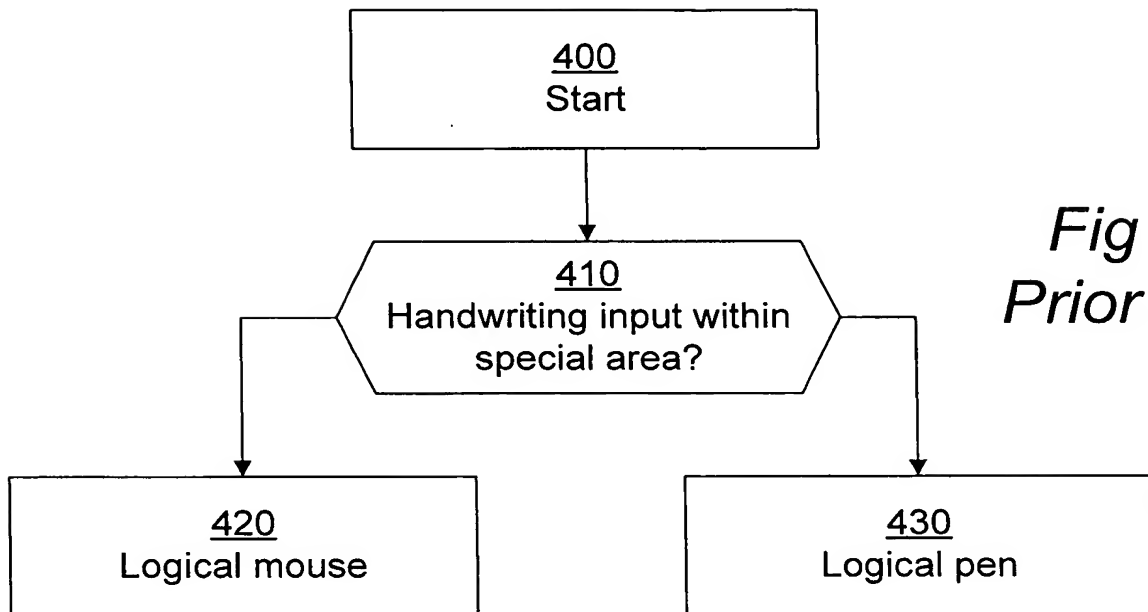 400
Start
Fig
Prior
410
Handwriting input within
special area?
420
Logical mouse
430
Logical pen